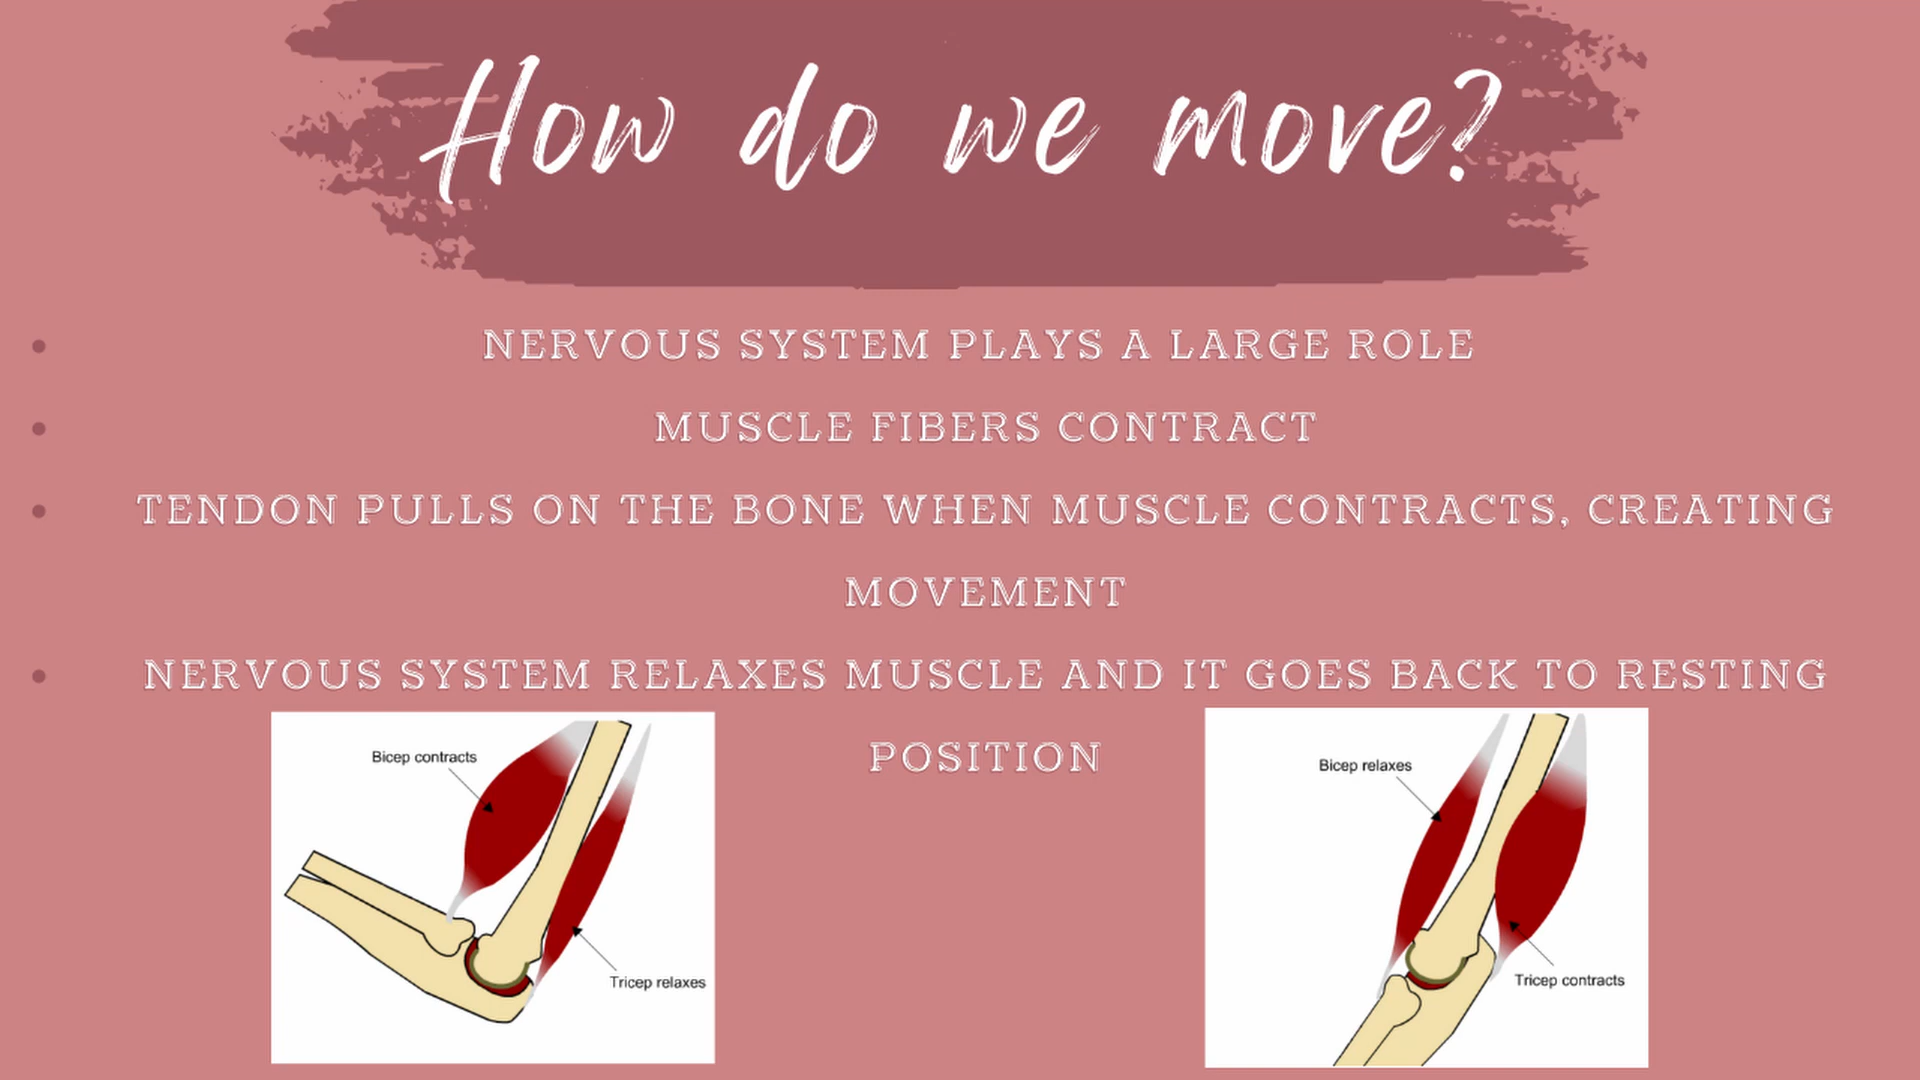 How do we move?
NERVOUS SYSTEM PLAYS A LARGE ROLE
MUSCLE FIBERS CONTRACT
TENDON PULLS ON THE BONE WHEN MUSCLE CONTRACTS, CREATING
MOVEMENT
NERVOUS SYSTEM RELAXES MUSCLE AND IT GOES BACK TO RESTING
POSITION
Bicep contracts
Tricep relaxes
Bicep relaxes
Tricep contracts